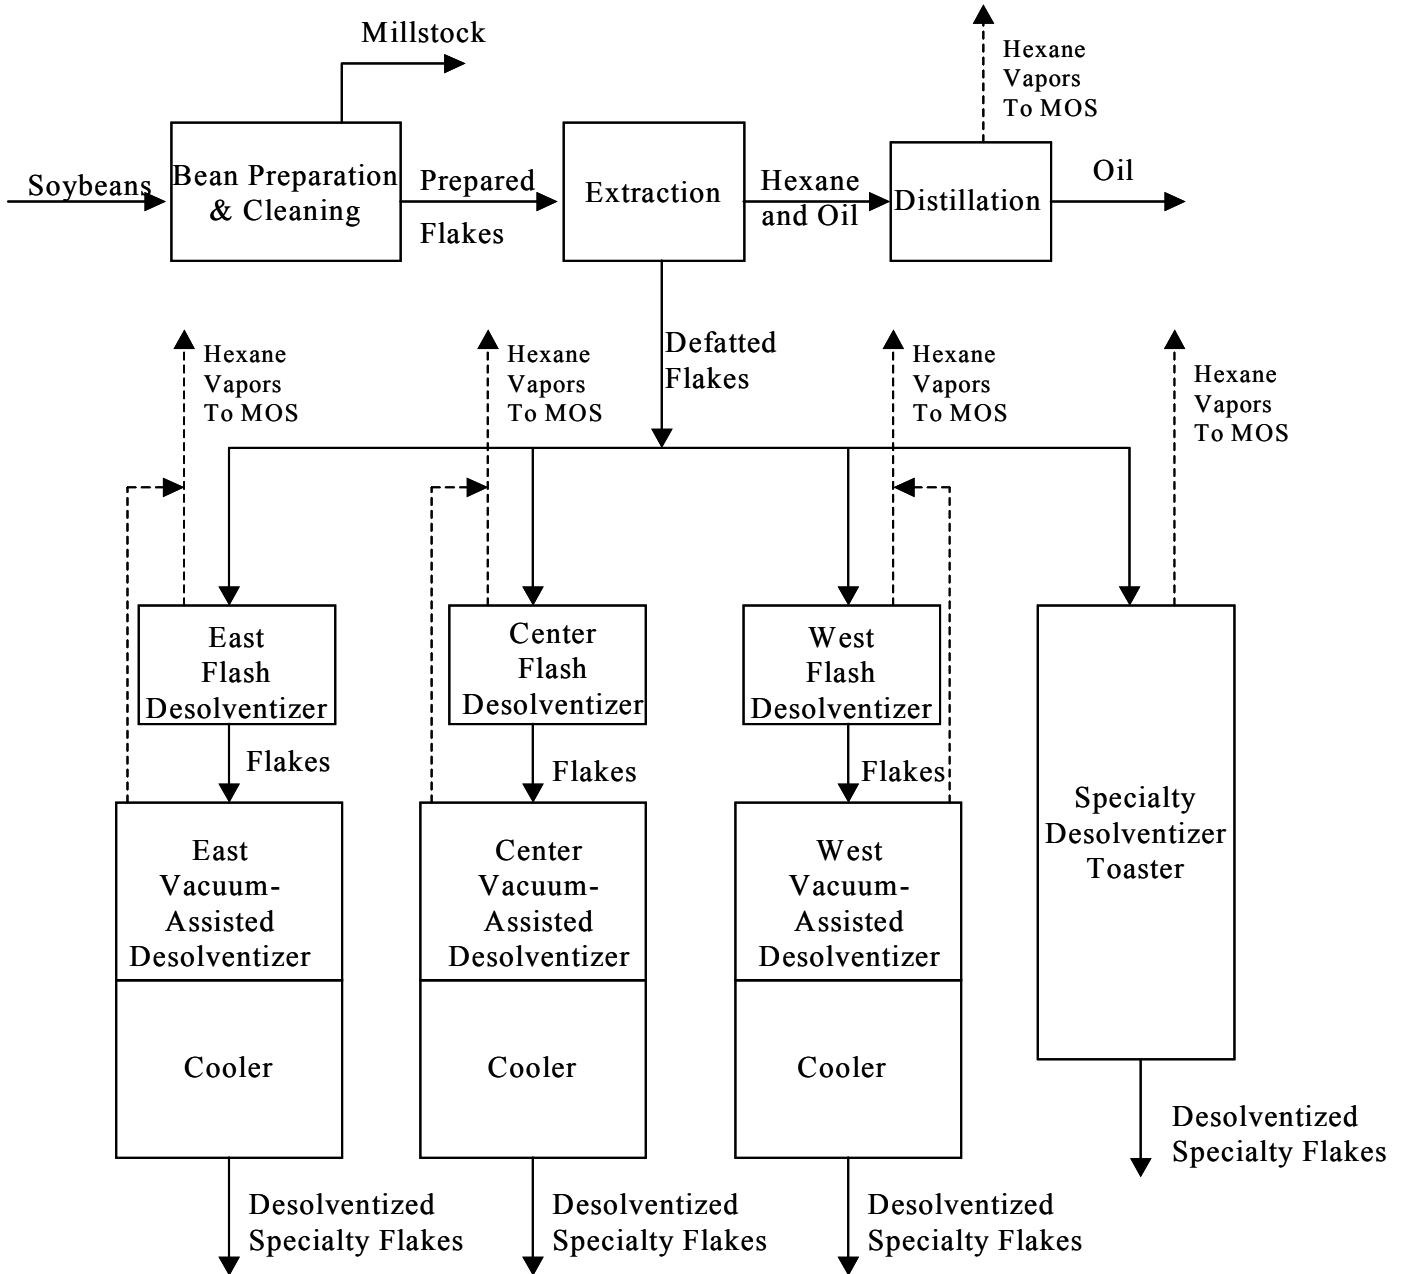 Millstock
Hexane
Vapors
To MOS
Soybeans
Bean Preparation
& Cleaning
Prepared
Flakes
Extraction
Hexane
and Oil
Distillation
Oil
Defatted
Flakes
Hexane
Vapors
To MOS
Hexane
Vapors
To MOS
Hexane
Vapors
To MOS
Hexane
Vapors
To MOS
East
Flash
Desolventizer
Center
Flash
Desolventizer
West
Flash
Desolventizer
Flakes
Flakes
Flakes
East
Vacuum-
Assisted
Desolventizer
Center
Vacuum-
Assisted
Desolventizer
West
Vacuum-
Assisted
Desolventizer
Specialty
Desolventizer
Toaster
Cooler
Cooler
Cooler
Desolventized
Specialty Flakes
Desolventized
Specialty Flakes
Desolventized
Specialty Flakes
Desolventized
Specialty Flakes